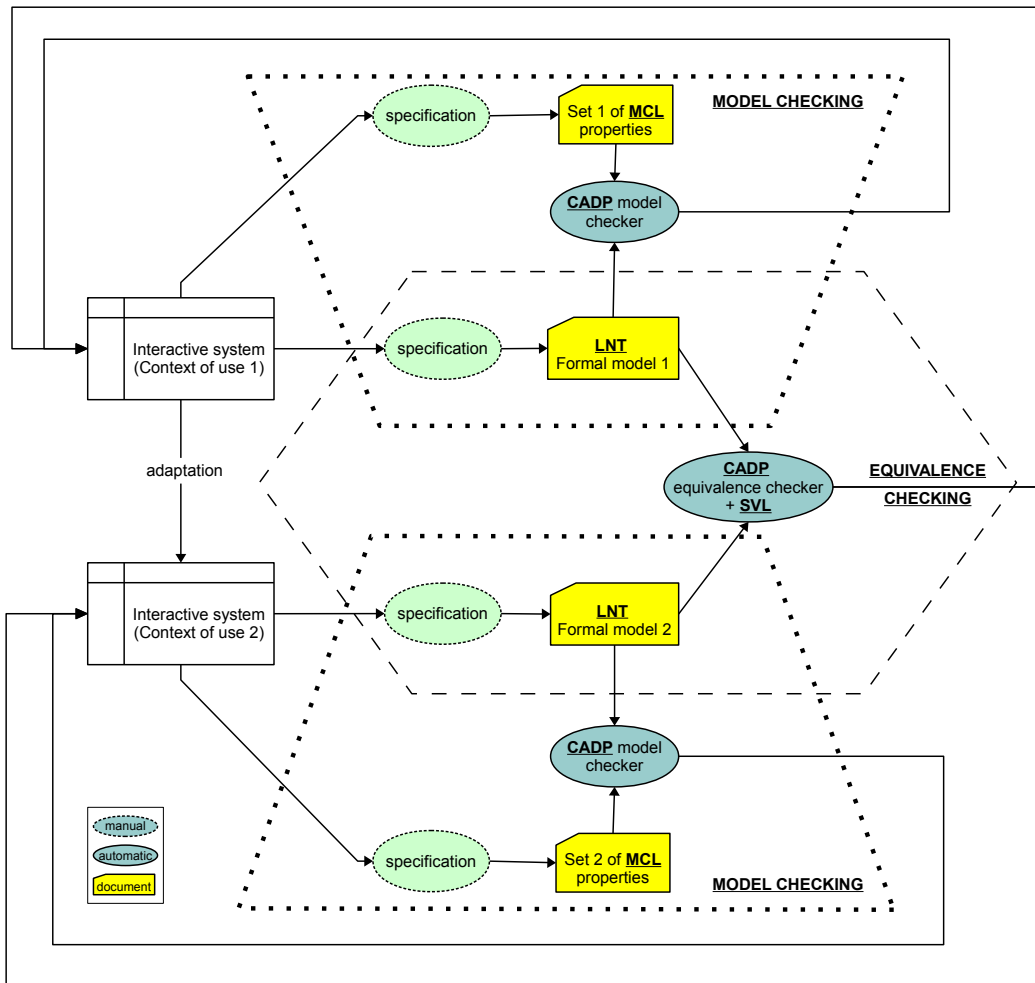 MODEL CHECKING
specification
Set 1 of MCL
properties
CADP model
checker
Interactive system
(Context of use 1)
specification
LNT
Formal model 1
adaptation
CADP
equivalence checker
+ SVL
EQUIVALENCE
CHECKING
Interactive system
(Context of use 2)
specification
LNT
Formal model 2
CADP model
checker
manual
automatic
document
specification
Set 2 of MCL
properties
MODEL CHECKING